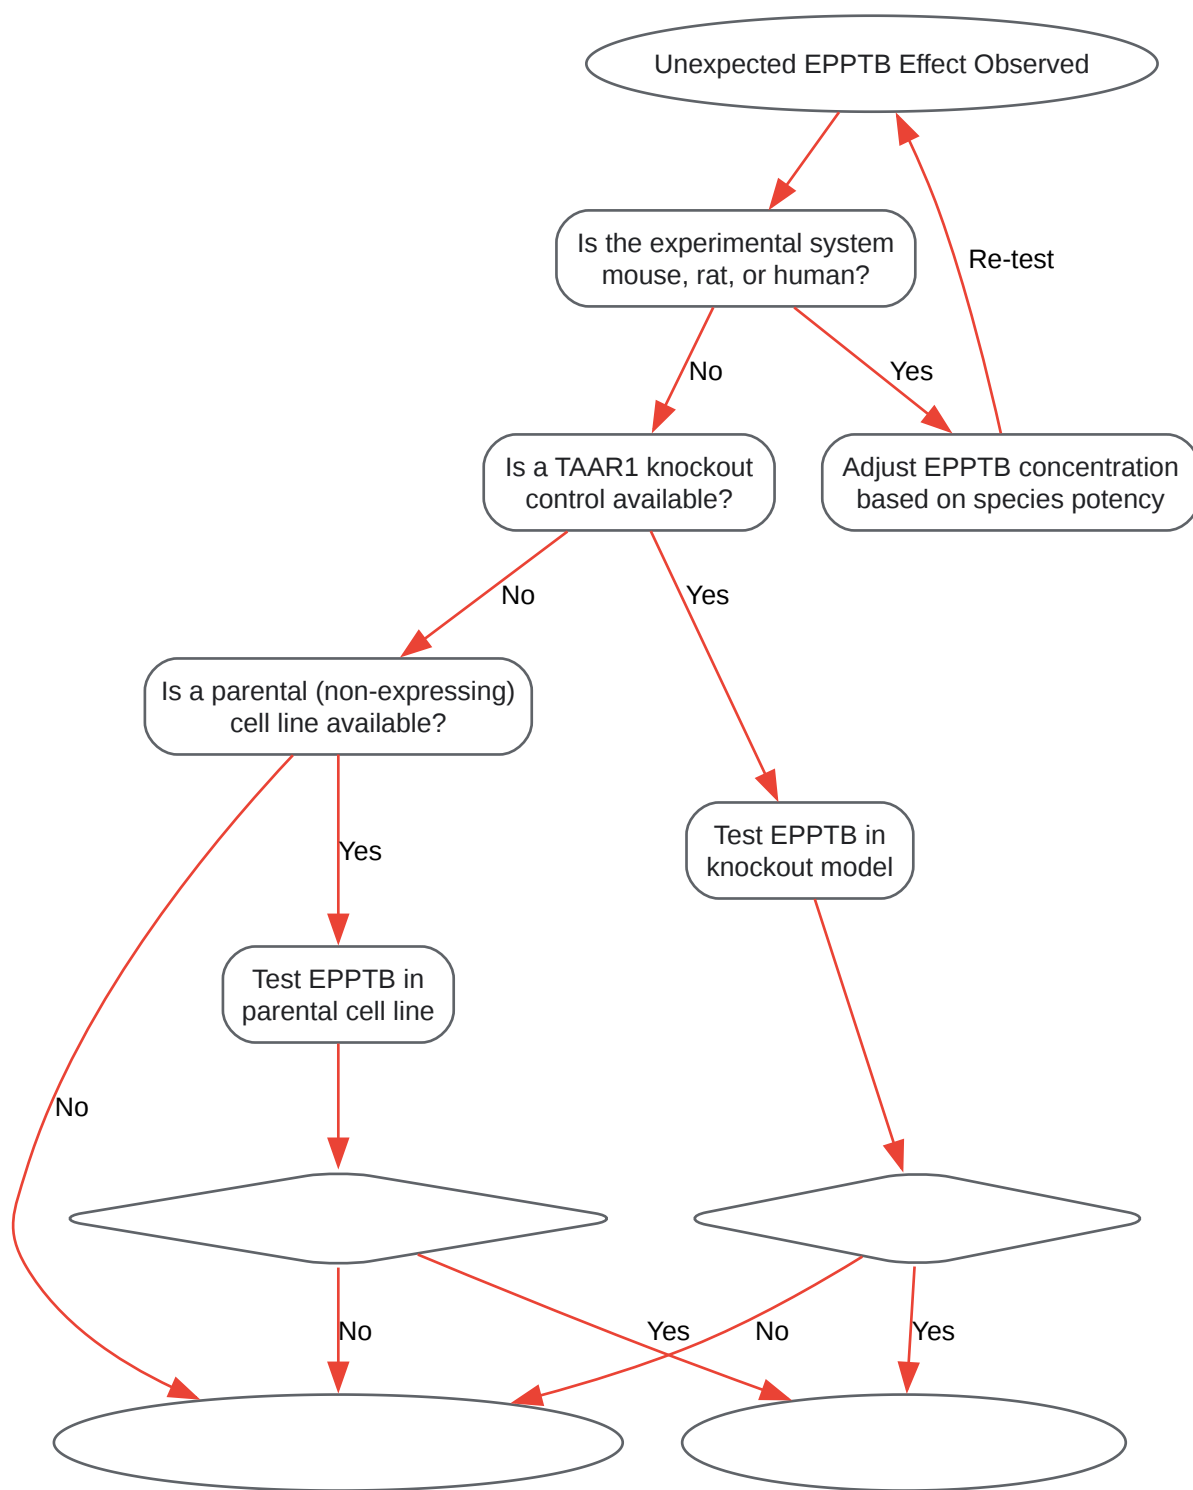 Unexpected EPPTB Effect Observed
Is the experimental system
mouse, rat, or human?
Re-test
No
Yes
Is a TAAR1 knockout
control available?
Adjust EPPTB concentration
based on species potency
No
Yes
Is a parental (non-expressing)
cell line available?
Test EPPTB in
knockout model
Yes
Test EPPTB in
parental cell line
No
No
Yes
No
Yes